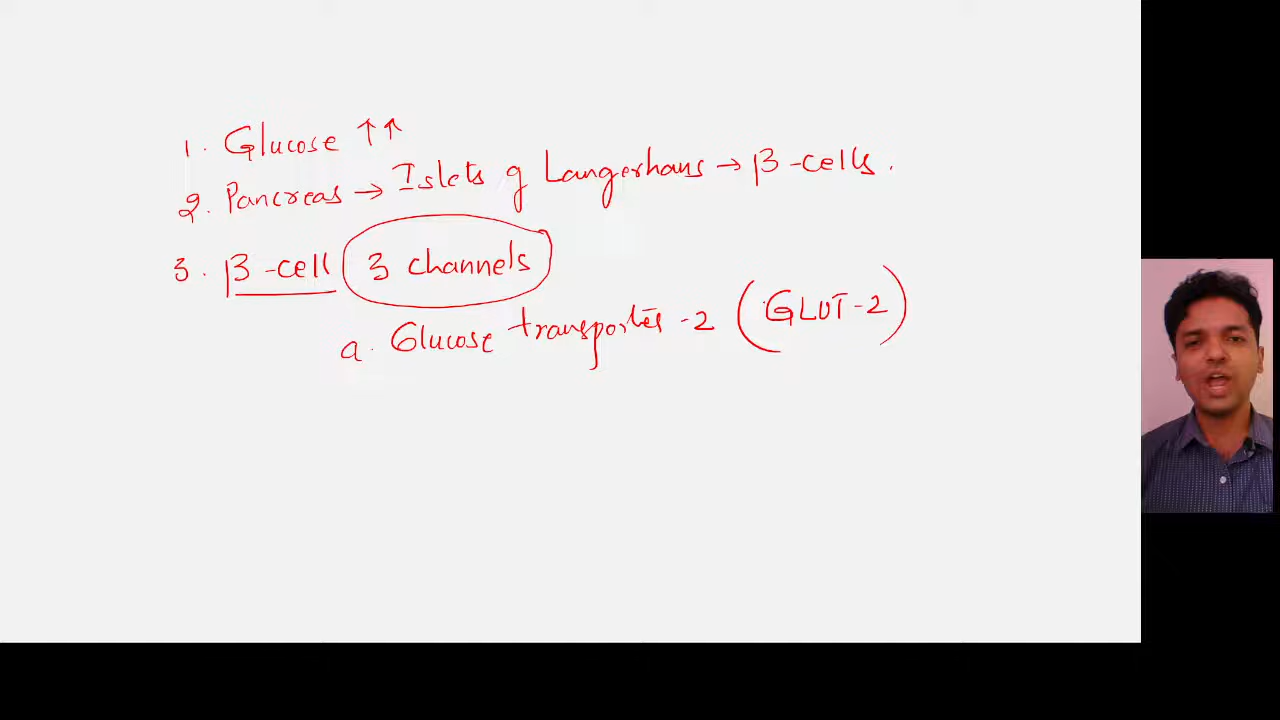 1. Glucose ↑↑
2. Pancreas → Islets of Langerhans → β-cells.
3. β-cell 3 channels
a. Glucose transporter-2 (GLUT-2)